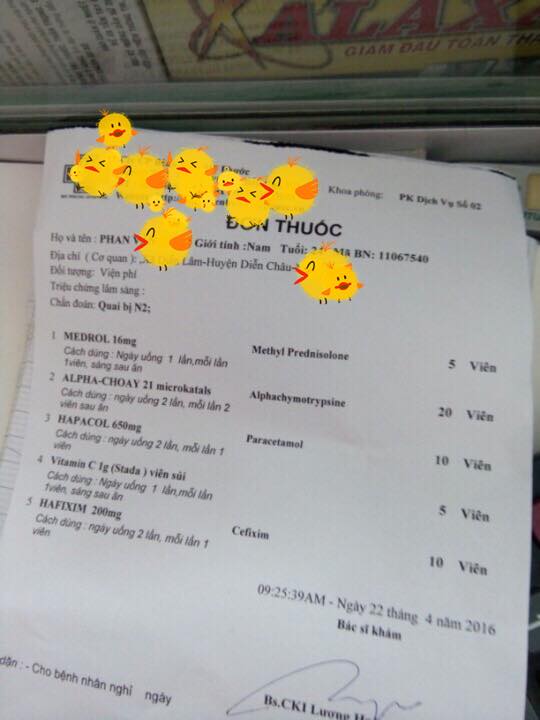 ALAXA
GIẢM ĐAU TOÀN
Khoa phòng: PK Dịch Vụ Số 02
ĐƠN THUỐC
Họ và tên : PHAN Giới tính :Nam Tuổi: Mã BN: 11067540
Địa chỉ ( Cơ quan ): Lâm-Huyện Diễn Châu-
Đối tượng: Viện phí
Triệu chứng lâm sàng :
Chẩn đoán: Quai bị N2;
1 MEDROL 16mg Methyl Prednisolone 5 Viên
Cách dùng : Ngày uống 1 lần,mỗi lần
1viên, sáng sau ăn
2 ALPHA-CHOAY 21 microkatals Alphachymotrypsine 20 Viên
Cách dùng : ngày uống 2 lần, mỗi lần 2
viên sau ăn
3 HAPACOL 650mg Paracetamol 10 Viên
Cách dùng : ngày uống 2 lần, mỗi lần 1
viên
4 Vitamin C 1g (Stada ) viên sủi 5 Viên
Cách dùng : Ngày uống 1 lần,mỗi lần
1viên, sáng sau ăn
5 HAFIXIM 200mg Cefixim 10 Viên
Cách dùng : ngày uống 2 lần, mỗi lần 1
viên
09:25:39AM - Ngày 22 tháng 4 năm 2016
Bác sĩ khám
dặn : - Cho bệnh nhân nghỉ ngày
Bs.CKI Lương